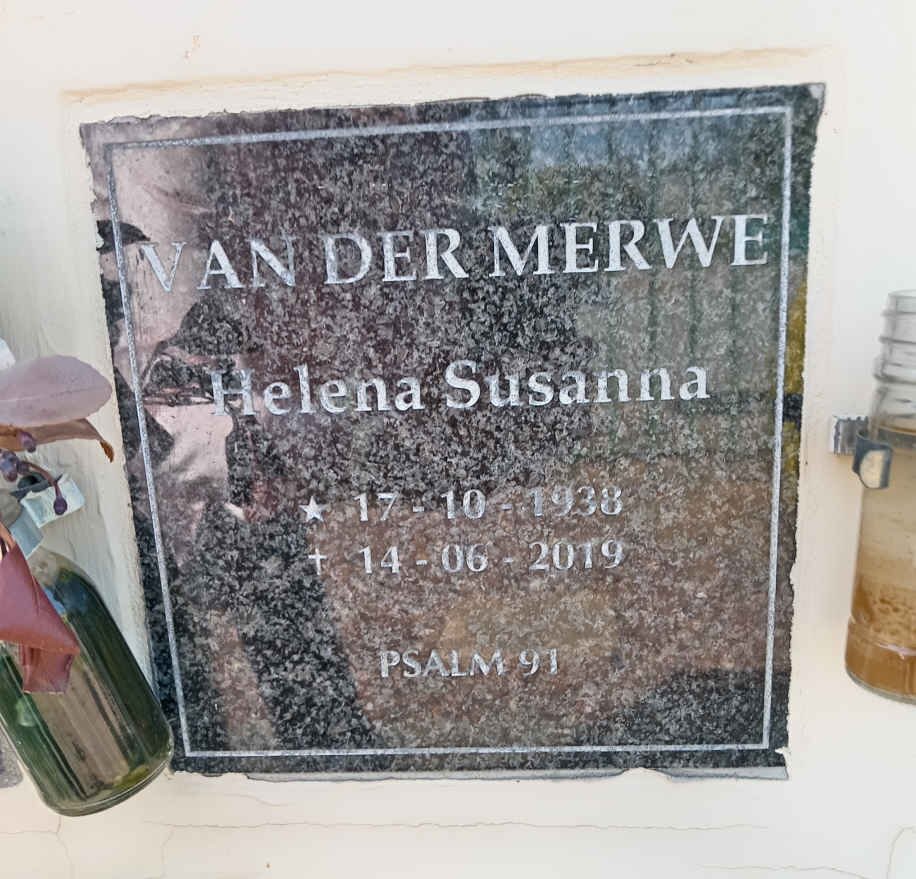 VAN DER MERWE
Helena Susanna
★ 17 - 10 - 1938
✝ 14 - 06 - 2019
PSALM 91